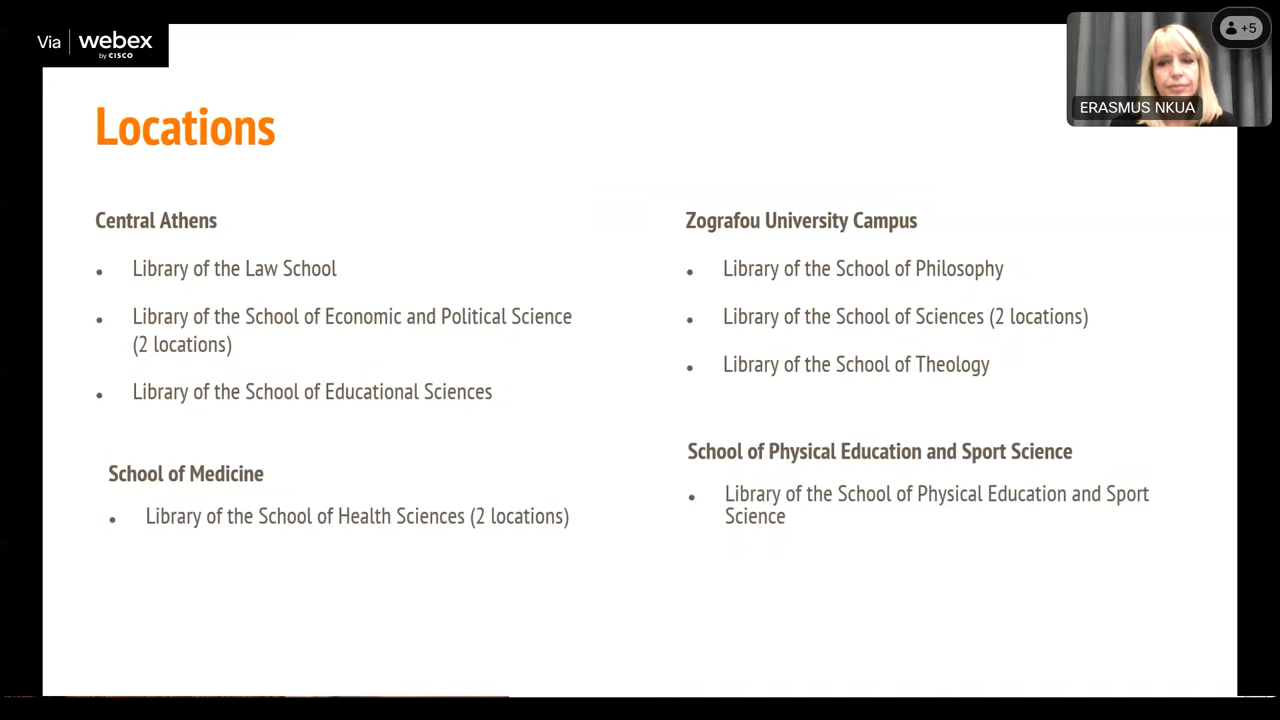 Via webex
by CISCO
+5
ERASMUS NKUA
Locations
Central Athens
• Library of the Law School
• Library of the School of Economic and Political Science
(2 locations)
• Library of the School of Educational Sciences
School of Medicine
• Library of the School of Health Sciences (2 locations)
Zografou University Campus
• Library of the School of Philosophy
• Library of the School of Sciences (2 locations)
• Library of the School of Theology
School of Physical Education and Sport Science
• Library of the School of Physical Education and Sport
Science